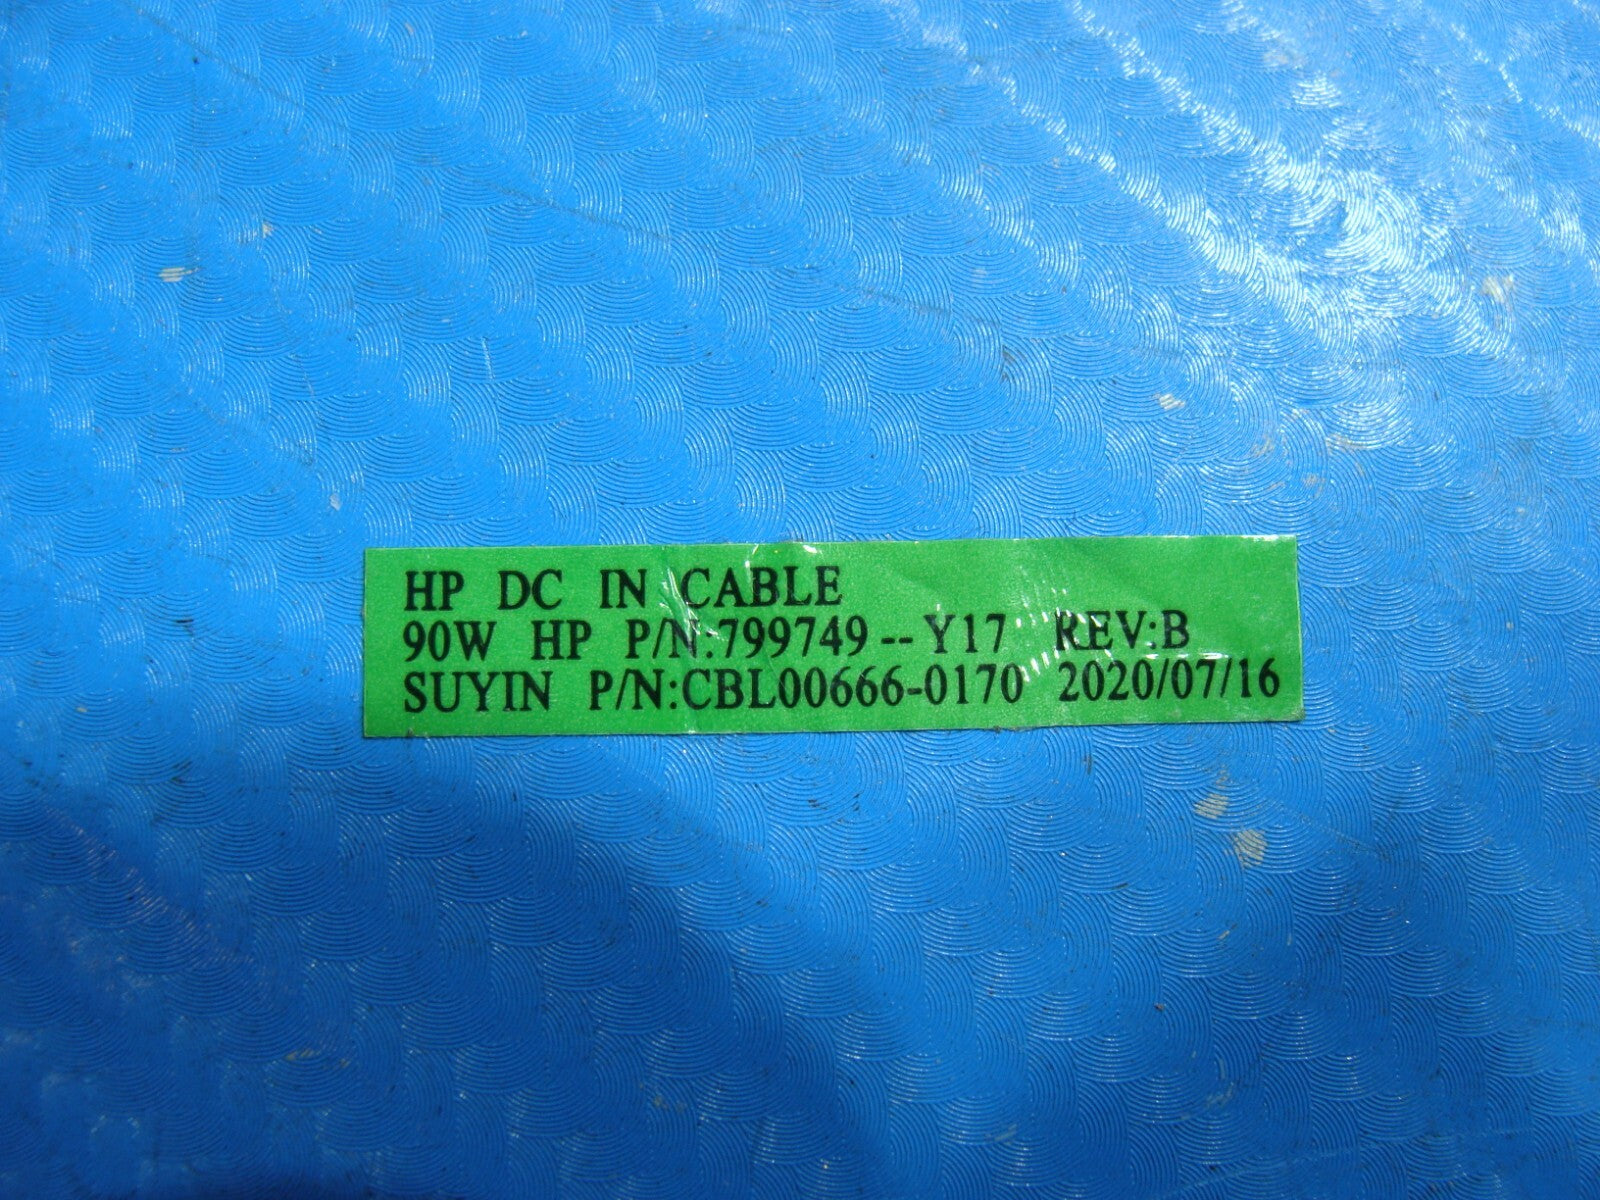 HP DC IN CABLE
90W HP P/N:799749--Y17 REV:B
SUYIN P/N:CBL00666-0170 2020/07/16